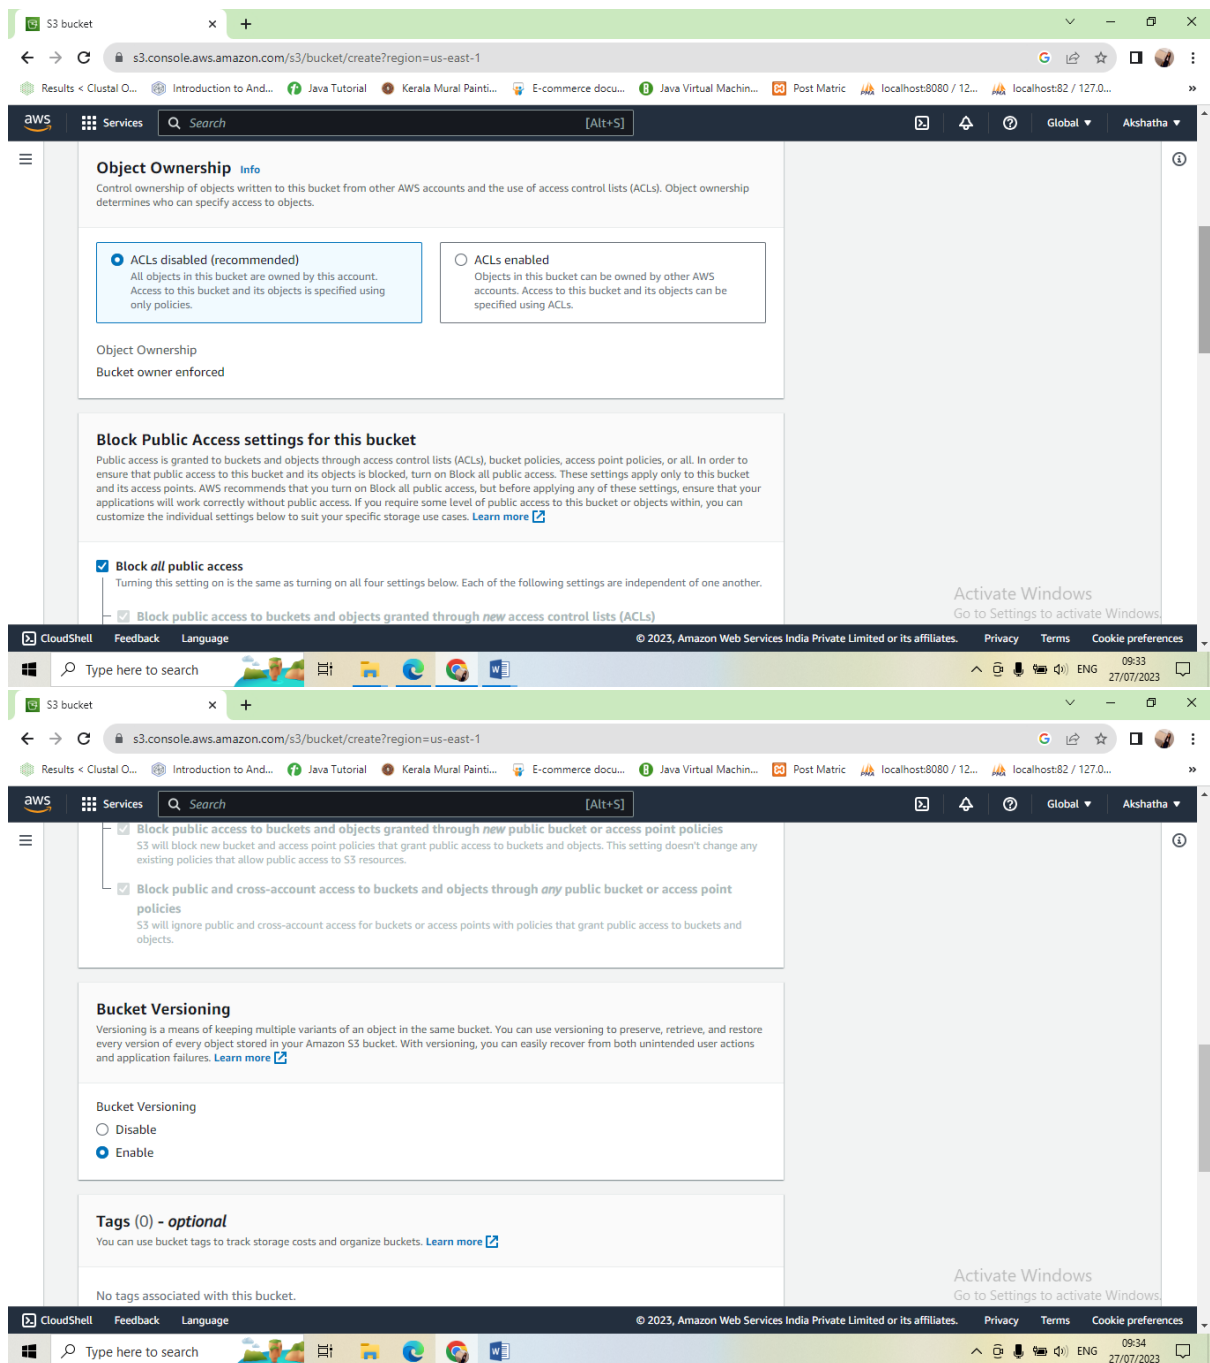 S3 bucket
s3.console.aws.amazon.com/s3/bucket/create?region=us-east-1
Results < Clustal O... Introduction to And... Java Tutorial Kerala Mural Painti... E-commerce docu... Java Virtual Machin... Post Matric localhost:8080 / 12... localhost:82 / 127.0... »
aws Services Search [Alt+S] Global Akshatha
Object Ownership Info
Control ownership of objects written to this bucket from other AWS accounts and the use of access control lists (ACLs). Object ownership
determines who can specify access to objects.
ACLs disabled (recommended)
All objects in this bucket are owned by this account.
Access to this bucket and its objects is specified using
only policies.
ACLs enabled
Objects in this bucket can be owned by other AWS
accounts. Access to this bucket and its objects can be
specified using ACLs.
Object Ownership
Bucket owner enforced
Block Public Access settings for this bucket
Public access is granted to buckets and objects through access control lists (ACLs), bucket policies, access point policies, or all. In order to
ensure that public access to this bucket and its objects is blocked, turn on Block all public access. These settings apply only to this bucket
and its access points. AWS recommends that you turn on Block all public access, but before applying any of these settings, ensure that your
applications will work correctly without public access. If you require some level of public access to this bucket or objects within, you can
customize the individual settings below to suit your specific storage use cases. Learn more
Block all public access
Turning this setting on is the same as turning on all four settings below. Each of the following settings are independent of one another.
Block public access to buckets and objects granted through new access control lists (ACLs)
Activate Windows
Go to Settings to activate Windows.
CloudShell Feedback Language © 2023, Amazon Web Services India Private Limited or its affiliates. Privacy Terms Cookie preferences
Type here to search ENG 09:33
27/07/2023
S3 bucket
s3.console.aws.amazon.com/s3/bucket/create?region=us-east-1
Results < Clustal O... Introduction to And... Java Tutorial Kerala Mural Painti... E-commerce docu... Java Virtual Machin... Post Matric localhost:8080 / 12... localhost:82 / 127.0... »
aws Services Search [Alt+S] Global Akshatha
Block public access to buckets and objects granted through new public bucket or access point policies
S3 will block new bucket and access point policies that grant public access to buckets and objects. This setting doesn't change any
existing policies that allow public access to S3 resources.
Block public and cross-account access to buckets and objects through any public bucket or access point
policies
S3 will ignore public and cross-account access for buckets or access points with policies that grant public access to buckets and
objects.
Bucket Versioning
Versioning is a means of keeping multiple variants of an object in the same bucket. You can use versioning to preserve, retrieve, and restore
every version of every object stored in your Amazon S3 bucket. With versioning, you can easily recover from both unintended user actions
and application failures. Learn more
Bucket Versioning
Disable
Enable
Tags (0) - optional
You can use bucket tags to track storage costs and organize buckets. Learn more
No tags associated with this bucket.
Activate Windows
Go to Settings to activate Windows.
CloudShell Feedback Language © 2023, Amazon Web Services India Private Limited or its affiliates. Privacy Terms Cookie preferences
Type here to search ENG 09:34
27/07/2023